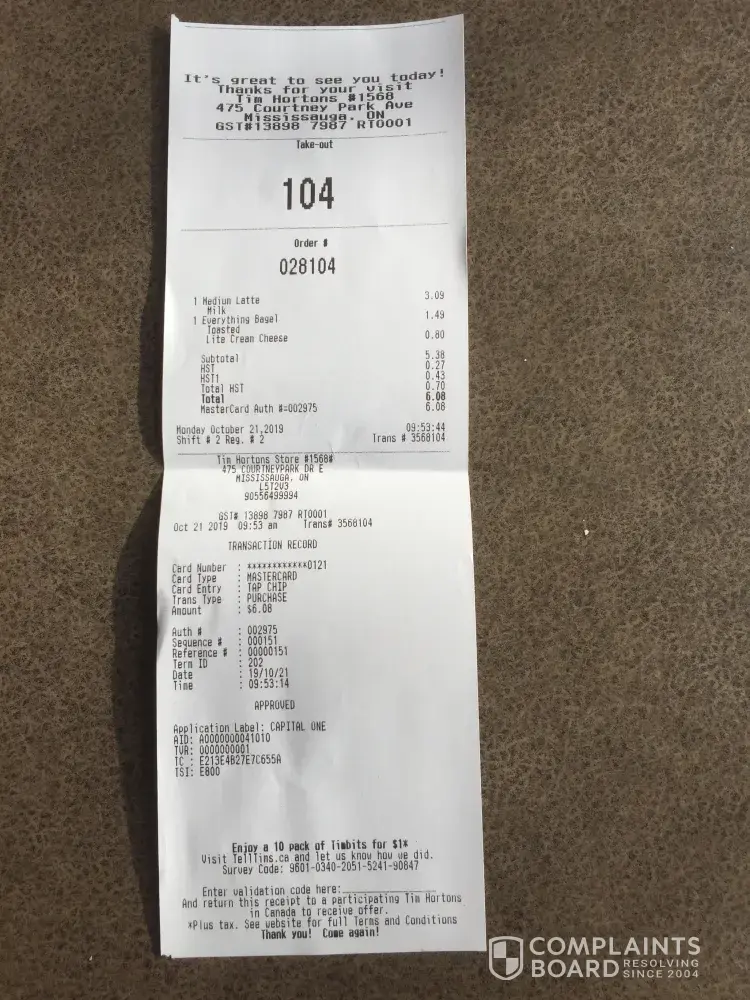 It's great to see you today!
Thanks for your visit
Tim Hortons #1568
475 Courtney Park Ave
Mississauga, ON
GST#13898 7987 RT0001
Take-out
104
Order #
028104
1 Medium Latte 3.09
Milk
1 Everything Bagel 1.49
Toasted
Lite Cream Cheese 0.80
Subtotal 5.38
HST 0.27
HST1 0.43
Total HST 0.70
Total 6.08
MasterCard Auth #=002975 6.08
Monday October 21,2019 09:53:44
Shift # 2 Reg. # 2 Trans # 3568104
Tim Hortons Store #1568#
475 COURTNEYPARK DR E
MISSISSAUGA, ON
L5T2V3
90556499994
GST# 13898 7987 RT0001
Oct 21 2019 09:53 am Trans# 3568104
TRANSACTION RECORD
Card Number : ************0121
Card Type : MASTERCARD
Card Entry : TAP CHIP
Trans Type : PURCHASE
Amount : $6.08
Auth # : 002975
Sequence # : 000151
Reference # : 00000151
Term ID : 202
Date : 19/10/21
Time : 09:53:14
APPROVED
Application Label: CAPITAL ONE
AID: A0000000041010
TVR: 0000000001
TC : E213E4B27E7C655A
TSI: E800
Enjoy a 10 pack of Timbits for $1*
Visit TellTims.ca and let us know how we did.
Survey Code: 9601-0340-2051-5241-90847
Enter validation code here:_______________
And return this receipt to a participating Tim Hortons
in Canada to receive offer.
*Plus tax. See website for full Terms and Conditions
Thank you! Come again!
COMPLAINTS
BOARD RESOLVING
SINCE 2004